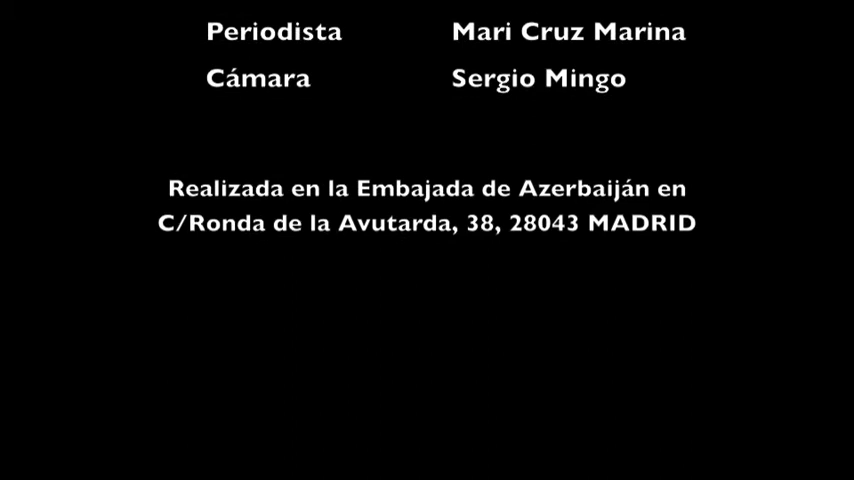 Periodista Mari Cruz Marina
Cámara Sergio Mingo
Realizada en la Embajada de Azerbaiján en
C/Ronda de la Avutarda, 38, 28043 MADRID